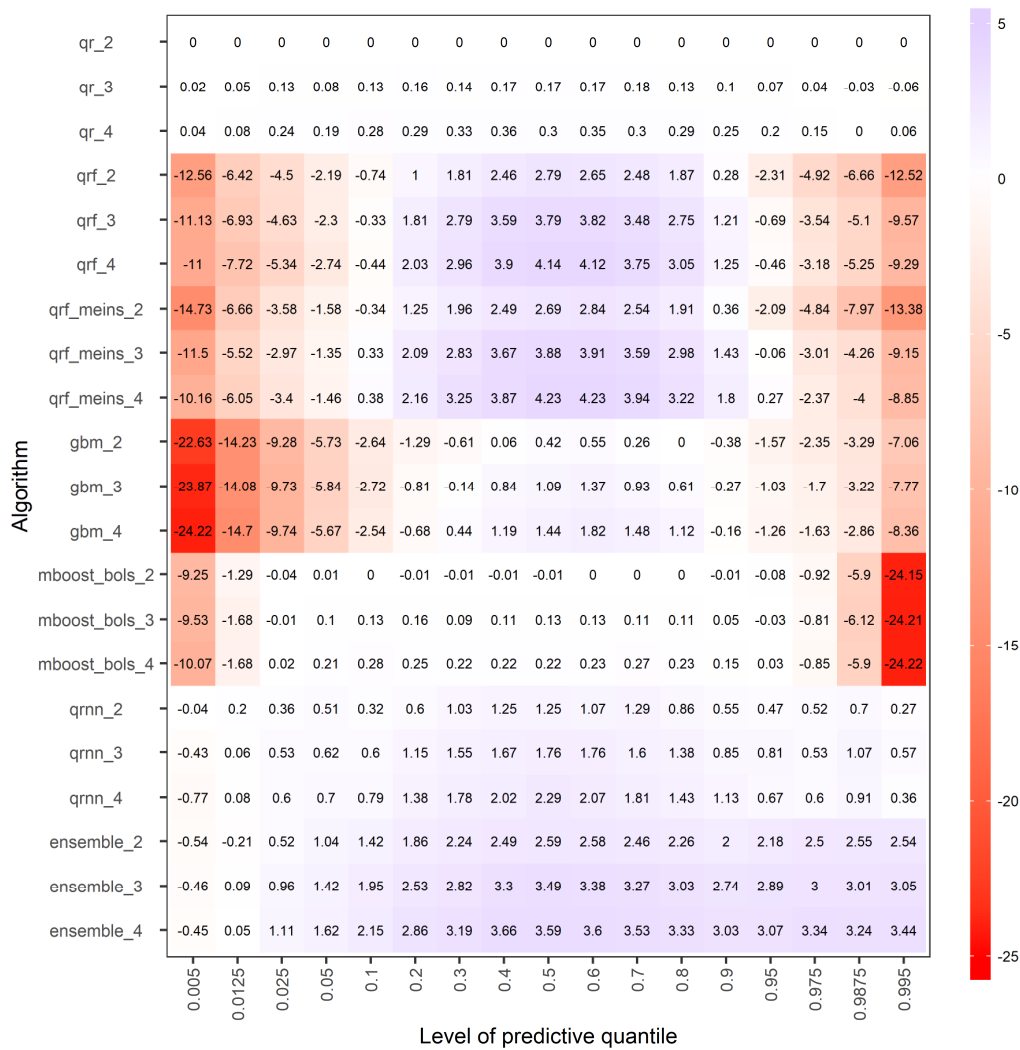 qr_2 0 0 0 0 0 0 0 0 0 0 0 0 0 0 0 0 0
qr_3 0.02 0.05 0.13 0.08 0.13 0.16 0.14 0.17 0.17 0.17 0.18 0.13 0.1 0.07 0.04 -0.03 -0.06
qr_4 0.04 0.08 0.24 0.19 0.28 0.29 0.33 0.36 0.3 0.35 0.3 0.29 0.25 0.2 0.15 0 0.06
qrf_2 -12.56 -6.42 -4.5 -2.19 -0.74 1 1.81 2.46 2.79 2.65 2.48 1.87 0.28 -2.31 -4.92 -6.66 -12.52
qrf_3 -11.13 -6.93 -4.63 -2.3 -0.33 1.81 2.79 3.59 3.79 3.82 3.48 2.75 1.21 -0.69 -3.54 -5.1 -9.57
qrf_4 -11 -7.72 -5.34 -2.74 -0.44 2.03 2.96 3.9 4.14 4.12 3.75 3.05 1.25 -0.46 -3.18 -5.25 -9.29
qrf_meins_2 -14.73 -6.66 -3.58 -1.58 -0.34 1.25 1.96 2.49 2.69 2.84 2.54 1.91 0.36 -2.09 -4.84 -7.97 -13.38
qrf_meins_3 -11.5 -5.52 -2.97 -1.35 0.33 2.09 2.83 3.67 3.88 3.91 3.59 2.98 1.43 -0.06 -3.01 -4.26 -9.15
qrf_meins_4 -10.16 -6.05 -3.4 -1.46 0.38 2.16 3.25 3.87 4.23 4.23 3.94 3.22 1.8 0.27 -2.37 -4 -8.85
gbm_2 -22.63 -14.23 -9.28 -5.73 -2.64 -1.29 -0.61 0.06 0.42 0.55 0.26 0 -0.38 -1.57 -2.35 -3.29 -7.06
gbm_3 -23.87 -14.08 -9.73 -5.84 -2.72 -0.81 -0.14 0.84 1.09 1.37 0.93 0.61 -0.27 -1.03 -1.7 -3.22 -7.77
gbm_4 -24.22 -14.7 -9.74 -5.67 -2.54 -0.68 0.44 1.19 1.44 1.82 1.48 1.12 -0.16 -1.26 -1.63 -2.86 -8.36
mboost_bols_2 -9.25 -1.29 -0.04 0.01 0 -0.01 -0.01 -0.01 -0.01 0 0 0 -0.01 -0.08 -0.92 -5.9 -24.15
mboost_bols_3 -9.53 -1.68 -0.01 0.1 0.13 0.16 0.09 0.11 0.13 0.13 0.11 0.11 0.05 -0.03 -0.81 -6.12 -24.21
mboost_bols_4 -10.07 -1.68 0.02 0.21 0.28 0.25 0.22 0.22 0.22 0.23 0.27 0.23 0.15 0.03 -0.85 -5.9 -24.22
qrnn_2 -0.04 0.2 0.36 0.51 0.32 0.6 1.03 1.25 1.25 1.07 1.29 0.86 0.55 0.47 0.52 0.7 0.27
qrnn_3 -0.43 0.06 0.53 0.62 0.6 1.15 1.55 1.67 1.76 1.76 1.6 1.38 0.85 0.81 0.53 1.07 0.57
qrnn_4 -0.77 0.08 0.6 0.7 0.79 1.38 1.78 2.02 2.29 2.07 1.81 1.43 1.13 0.67 0.6 0.91 0.36
ensemble_2 -0.54 -0.21 0.52 1.04 1.42 1.86 2.24 2.49 2.59 2.58 2.46 2.26 2 2.18 2.5 2.55 2.54
ensemble_3 -0.46 0.09 0.96 1.42 1.95 2.53 2.82 3.3 3.49 3.38 3.27 3.03 2.74 2.89 3 3.01 3.05
ensemble_4 -0.45 0.05 1.11 1.62 2.15 2.86 3.19 3.66 3.59 3.6 3.53 3.33 3.03 3.07 3.34 3.24 3.44
0.005 0.0125 0.025 0.05 0.1 0.2 0.3 0.4 0.5 0.6 0.7 0.8 0.9 0.95 0.975 0.9875 0.995
Level of predictive quantile
Algorithm
5
0
-5
-10
-15
-20
-25